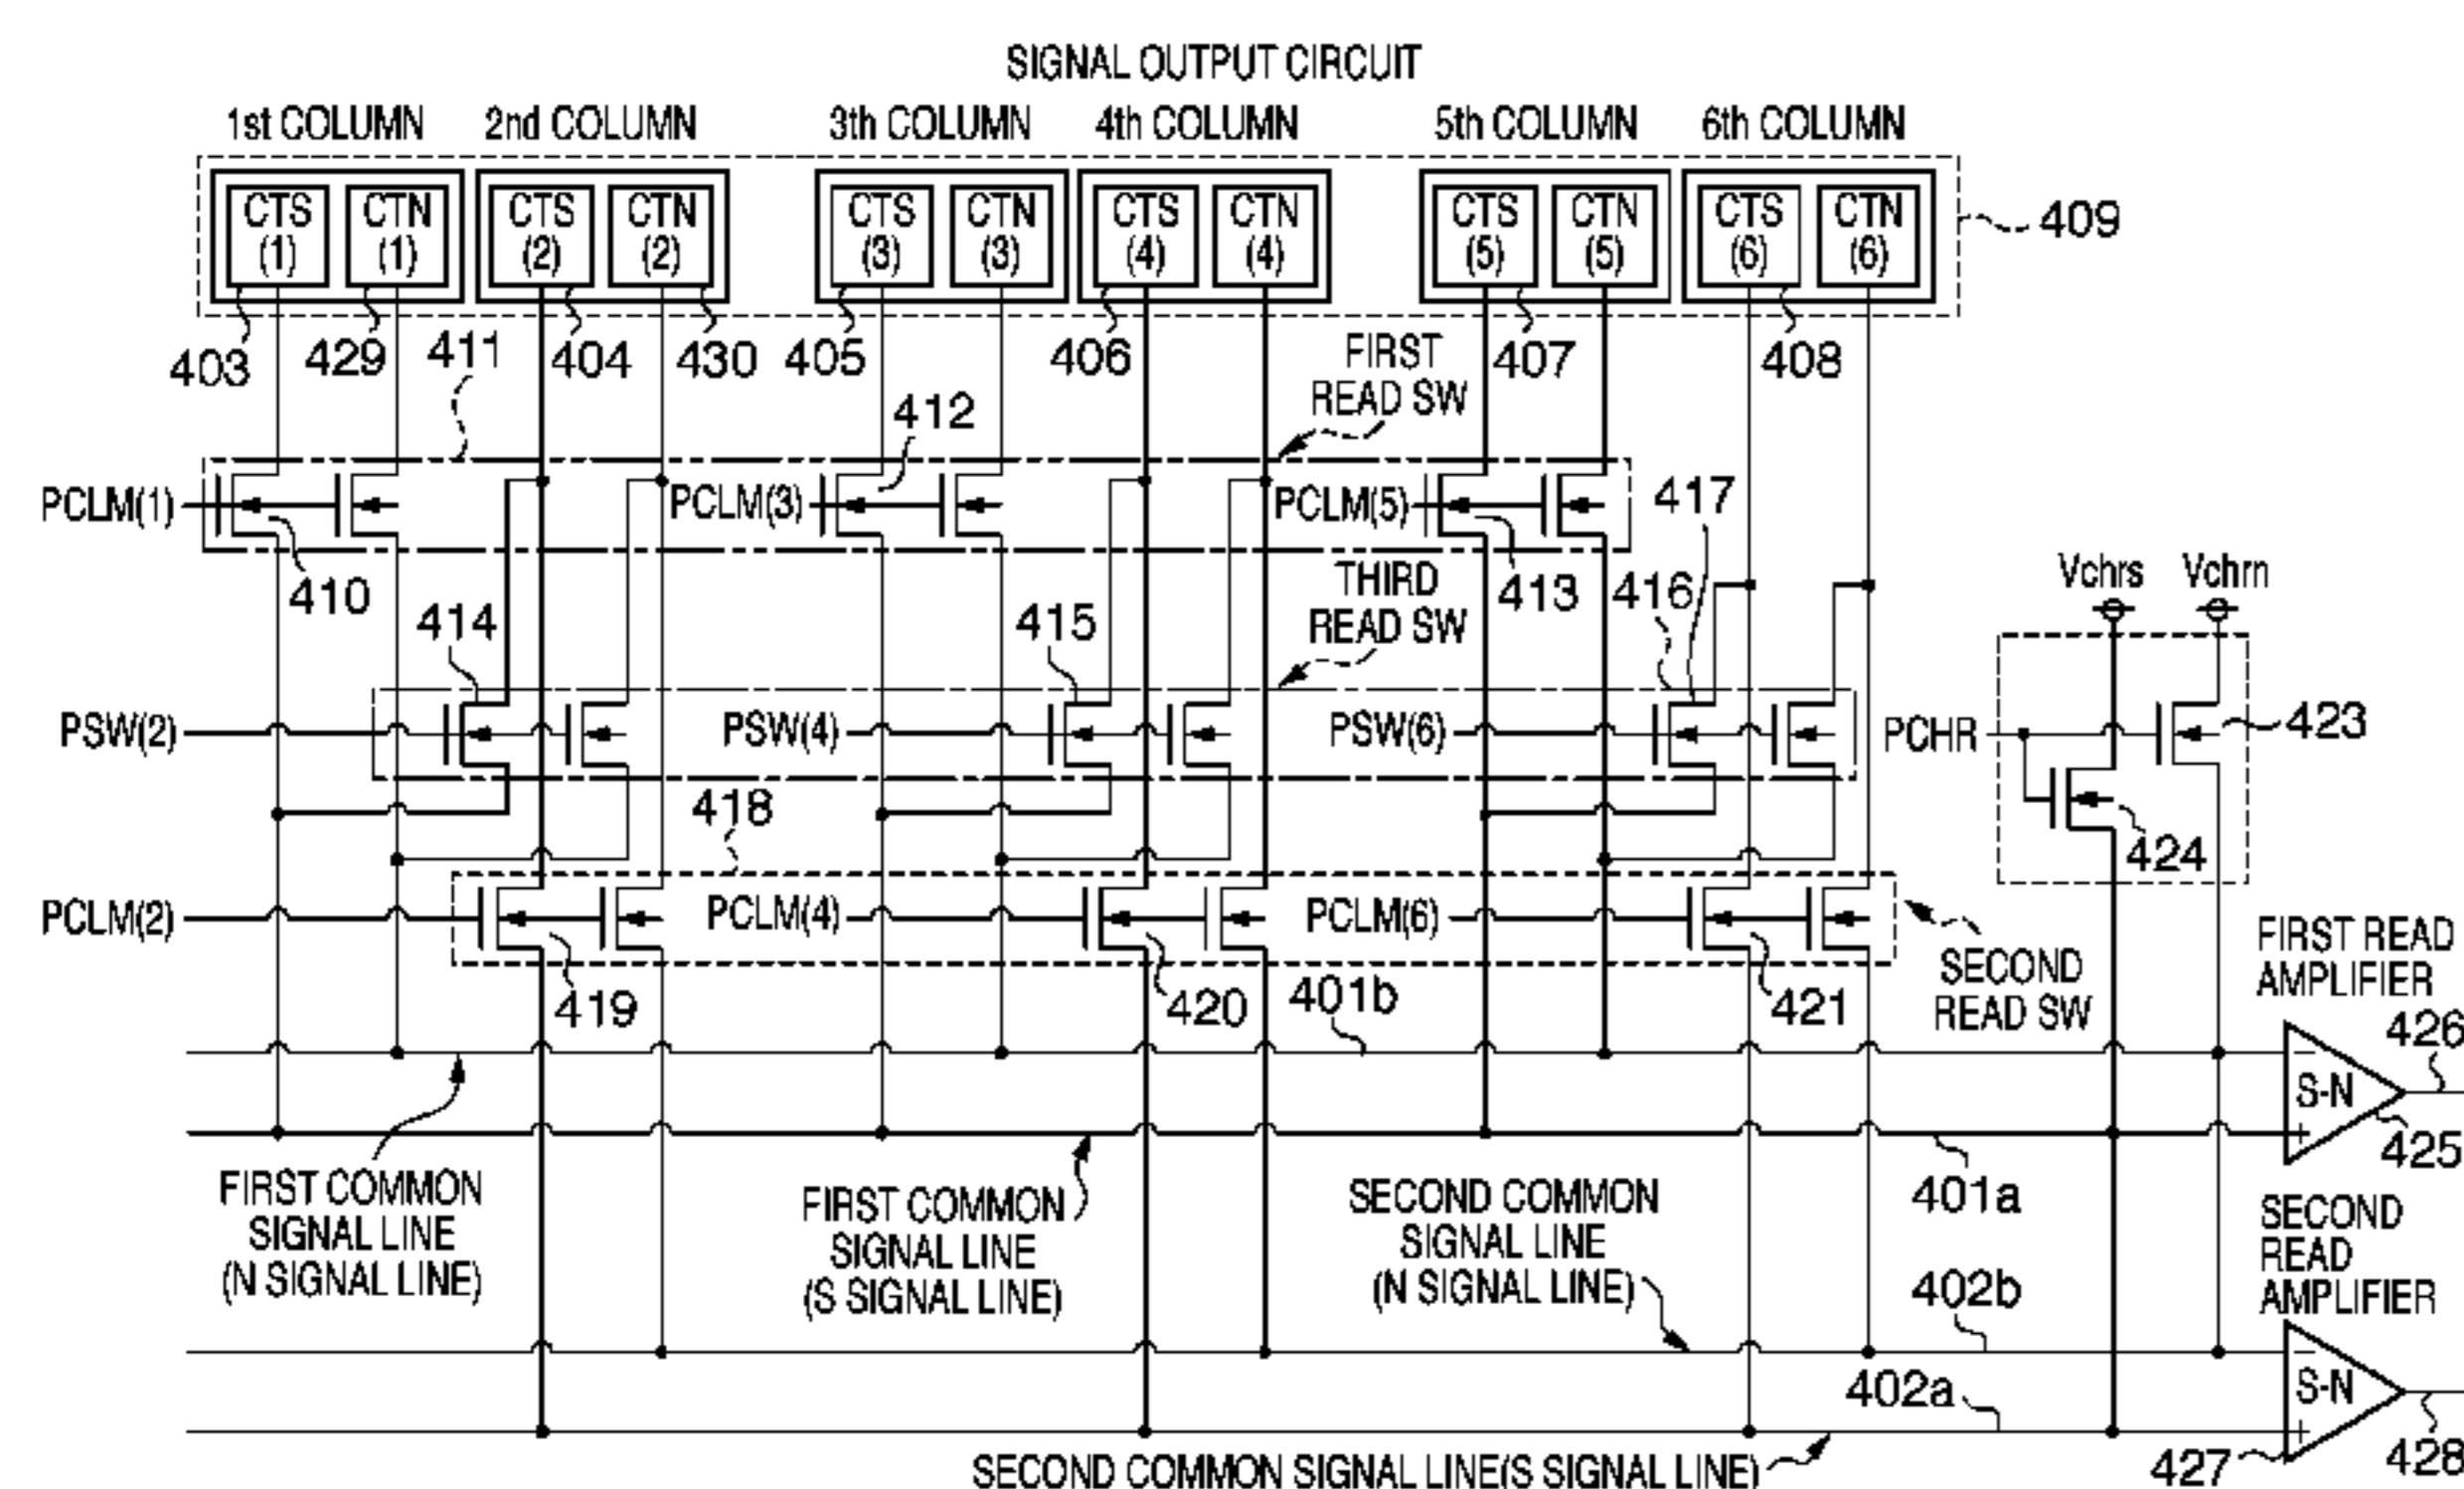 SIGNAL OUTPUT CIRCUIT
1st COLUMN 2nd COLUMN 3th COLUMN 4th COLUMN 5th COLUMN 6th COLUMN
CTS (1) CTN (1) CTS (2) CTN (2) CTS (3) CTN (3) CTS (4) CTN (4) CTS (5) CTN (5) CTS (6) CTN (6)
409
403 429 411 404 430 405 406 407 408
FIRST
READ SW
412
PCLM(1) PCLM(3) PCLM(5) 417
410 413 416
THIRD
READ SW
Vchrs Vchrn
414 415
PSW(2) PSW(4) PSW(6) PCHR 423
418
424
PCLM(2) PCLM(4) PCLM(6)
419 420 401b 421
SECOND
READ SW
FIRST READ
AMPLIFIER
426
- S-N +
425
401a
FIRST COMMON
SIGNAL LINE
(N SIGNAL LINE)
FIRST COMMON
SIGNAL LINE
(S SIGNAL LINE)
SECOND COMMON
SIGNAL LINE
(N SIGNAL LINE)
SECOND
READ
AMPLIFIER
402b
402a
- S-N +
427 428
SECOND COMMON SIGNAL LINE(S SIGNAL LINE)